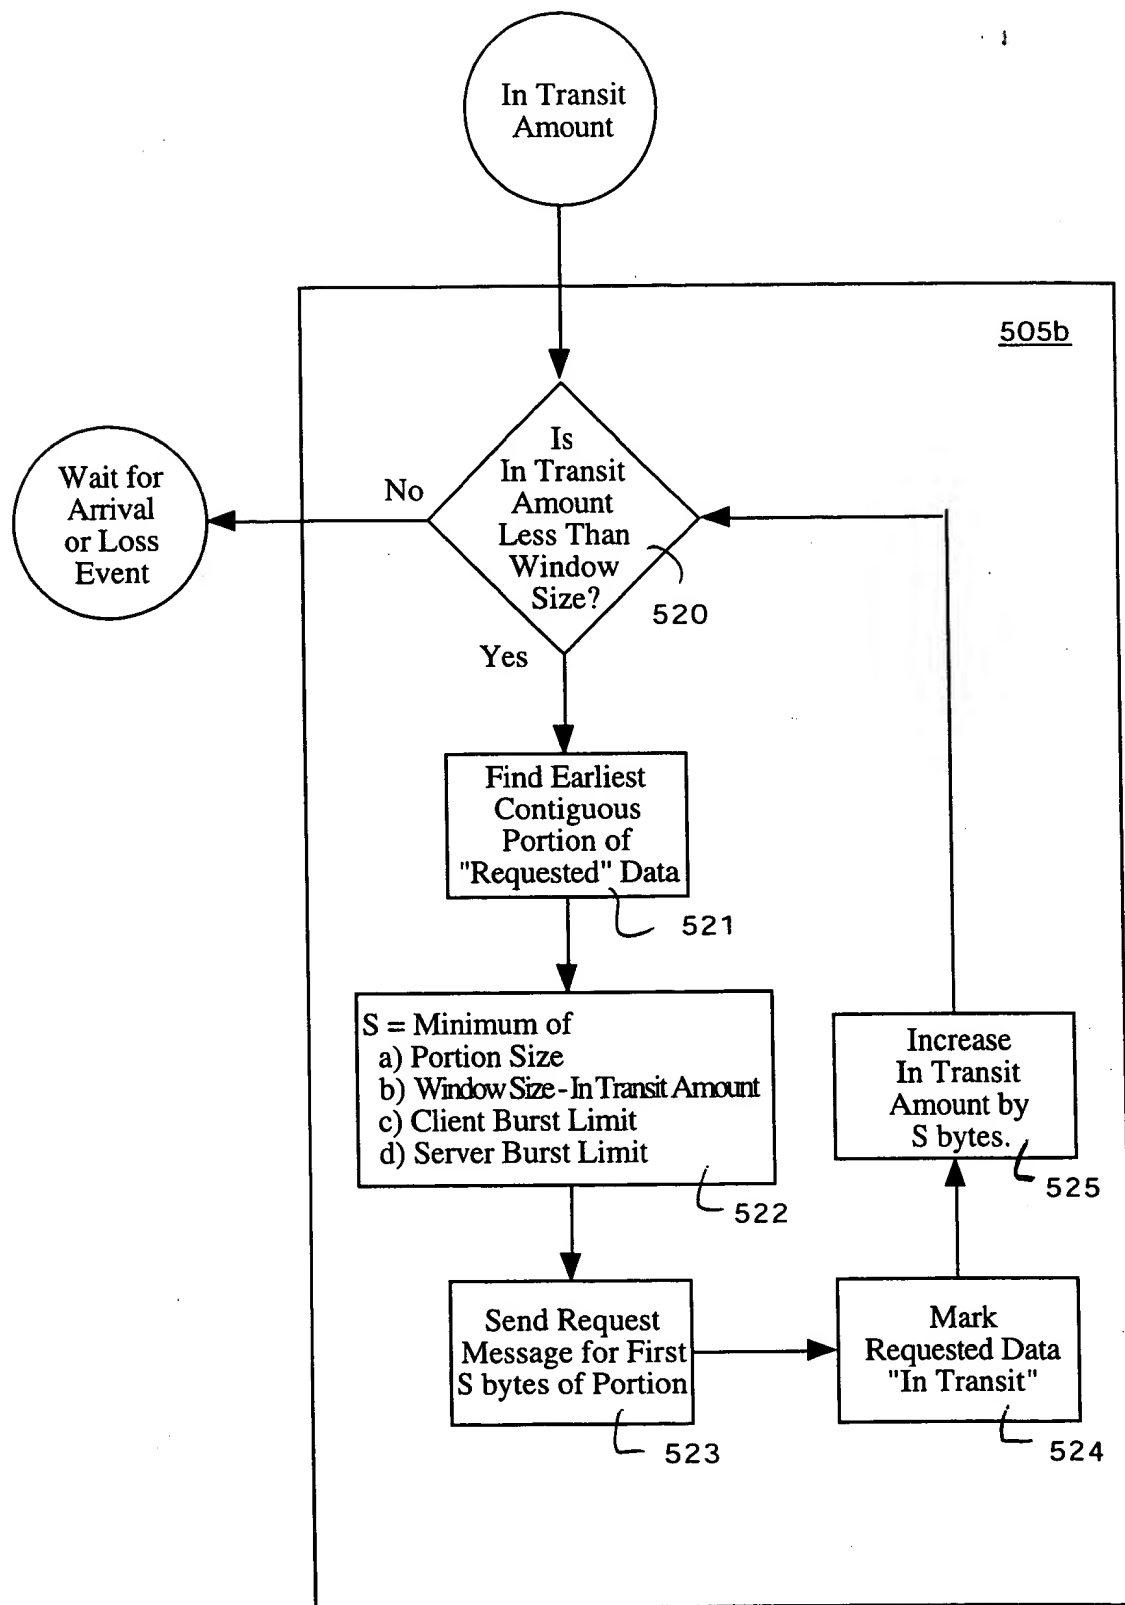 In Transit
Amount
505b
Is
In Transit
Amount
Less Than
Window
Size?
520
No
Wait for
Arrival
or Loss
Event
Yes
Find Earliest
Contiguous
Portion of
"Requested" Data
521
S = Minimum of
a) Portion Size
b) Window Size - In Transit Amount
c) Client Burst Limit
d) Server Burst Limit
522
Send Request
Message for First
S bytes of Portion
523
Mark
Requested Data
"In Transit"
524
Increase
In Transit
Amount by
S bytes.
525